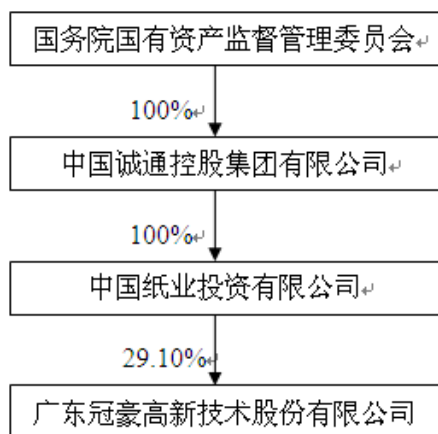 国务院国有资产监督管理委员会
100%
中国诚通控股集团有限公司
100%
中国纸业投资有限公司
29.10%
广东冠豪高新技术股份有限公司